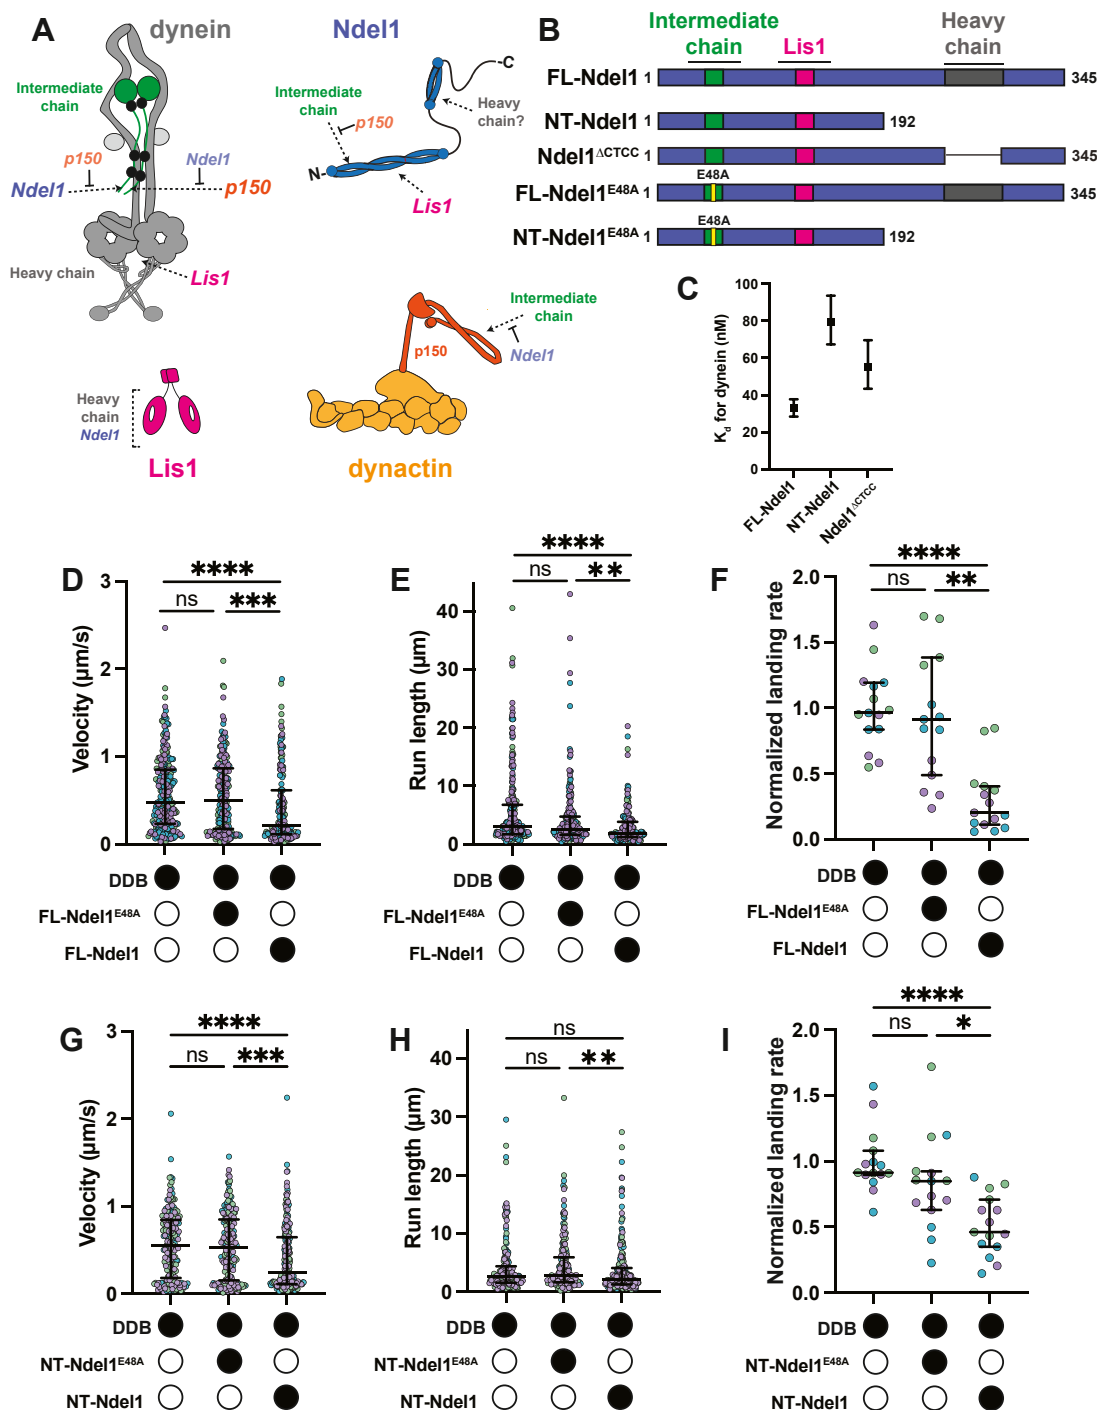 A
dynein
Intermediate
chain
p150
Ndel1
Ndel1
p150
Heavy chain
Lis1
Ndel1
-C
Intermediate
chain
p150
Heavy
chain?
N-
Lis1
Heavy
chain
Ndel1
Lis1
Intermediate
chain
Ndel1
p150
dynactin
B
Intermediate
chain
Lis1
Heavy
chain
FL-Ndel1 1 345
NT-Ndel1 1 192
Ndel1ΔCTCC 1 345
E48A
FL-Ndel1E48A 1 345
E48A
NT-Ndel1E48A 1 192
C
Kd for dynein (nM)
100
80
60
40
20
0
FL-Ndel1
NT-Ndel1
Ndel1ΔCTCC
D
Velocity (µm/s)
3
2
1
0
****
ns
***
DDB
FL-Ndel1E48A
FL-Ndel1
E
Run length (µm)
40
30
20
10
0
****
ns
**
DDB
FL-Ndel1E48A
FL-Ndel1
F
Normalized landing rate
2.0
1.5
1.0
0.5
0.0
****
ns
**
DDB
FL-Ndel1E48A
FL-Ndel1
G
Velocity (µm/s)
3
2
1
0
****
ns
***
DDB
NT-Ndel1E48A
NT-Ndel1
H
Run length (µm)
40
30
20
10
0
ns
ns
**
DDB
NT-Ndel1E48A
NT-Ndel1
I
Normalized landing rate
2.0
1.5
1.0
0.5
0.0
****
ns
*
DDB
NT-Ndel1E48A
NT-Ndel1